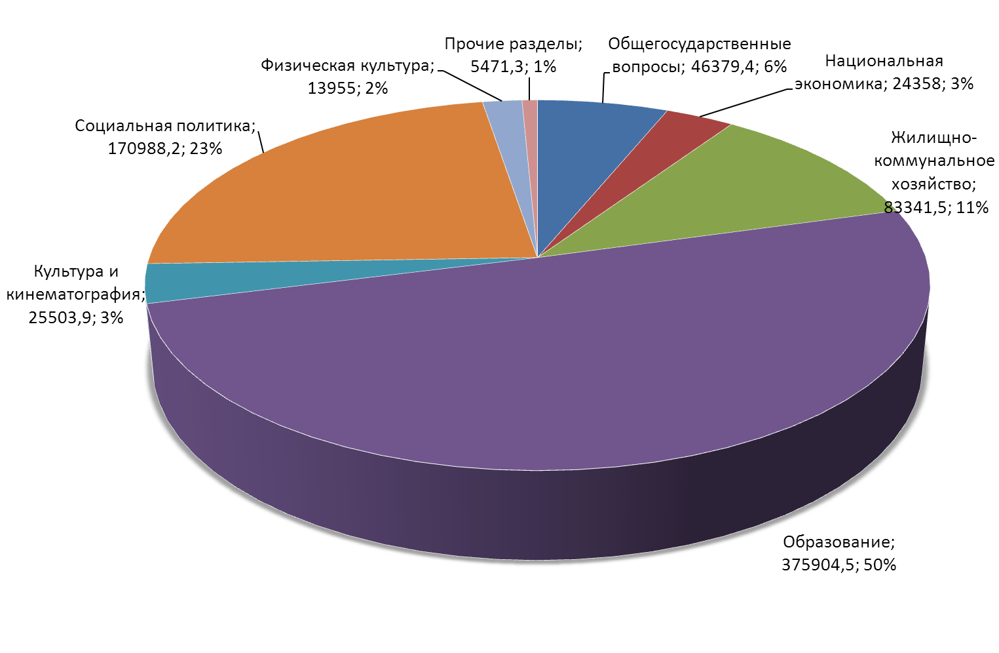 Прочие разделы;
5471,3; 1%
Общегосударственные
вопросы; 46379,4; 6%
Национальная
экономика; 24358; 3%
Физическая культура;
13955; 2%
Социальная политика;
170988,2; 23%
Жилищно-
коммунальное
хозяйство;
83341,5; 11%
Культура и
кинематография;
25503,9; 3%
Образование;
375904,5; 50%